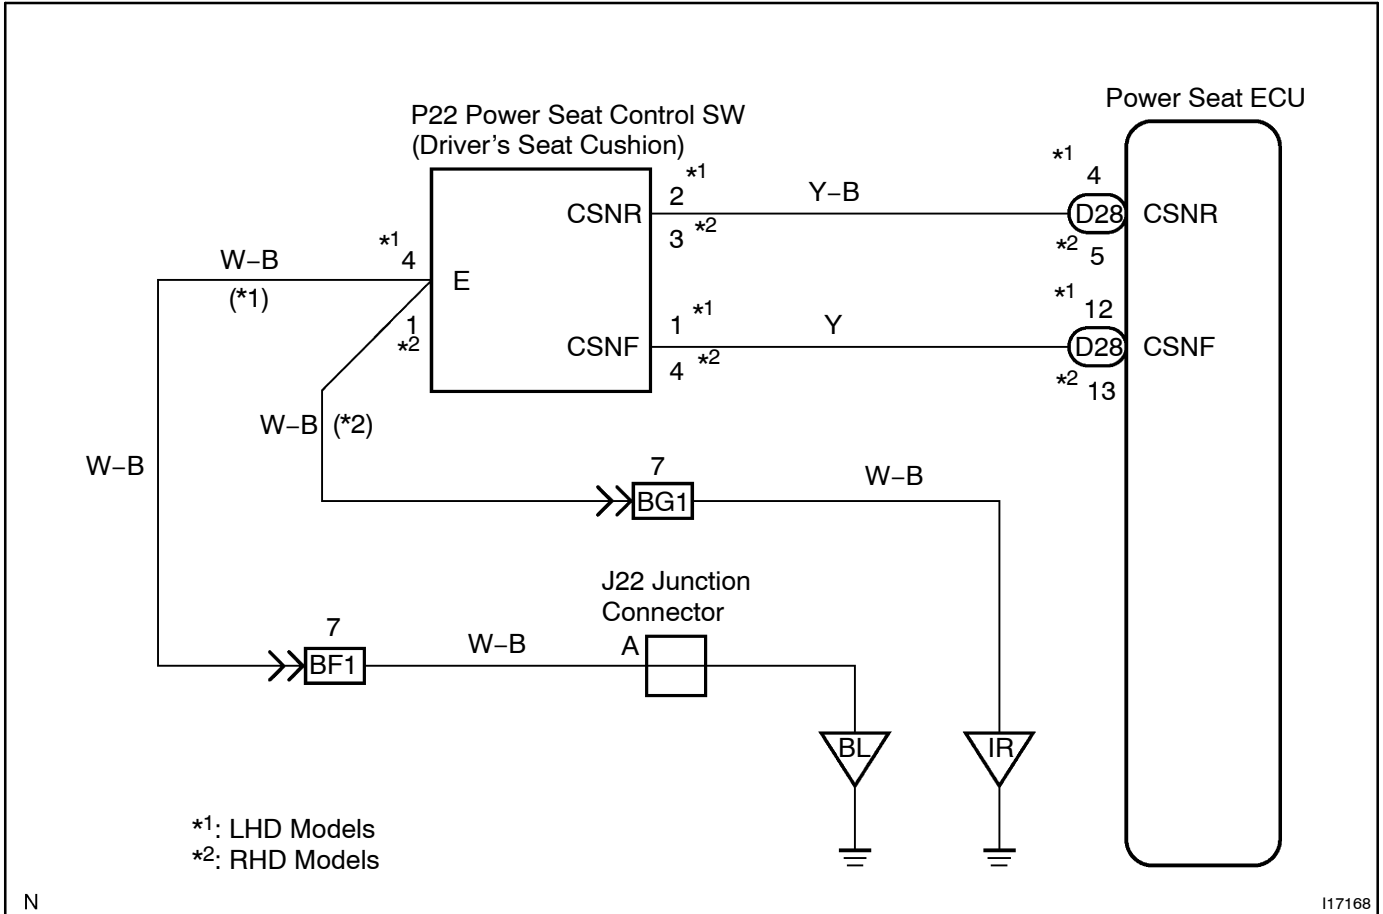 Power Seat ECU
P22 Power Seat Control SW
(Driver's Seat Cushion)
*1
4
CSNR
2
*1
Y–B
D28
CSNR
3
*2
*2
5
W–B
(*1)
*1
4
E
1
*2
*1
12
CSNF
1
*1
Y
D28
CSNF
4
*2
*2
13
W–B (*2)
W–B
7
BG1
W–B
J22 Junction
Connector
7
BF1
W–B
A
BL
IR
*1: LHD Models
*2: RHD Models
N
I17168